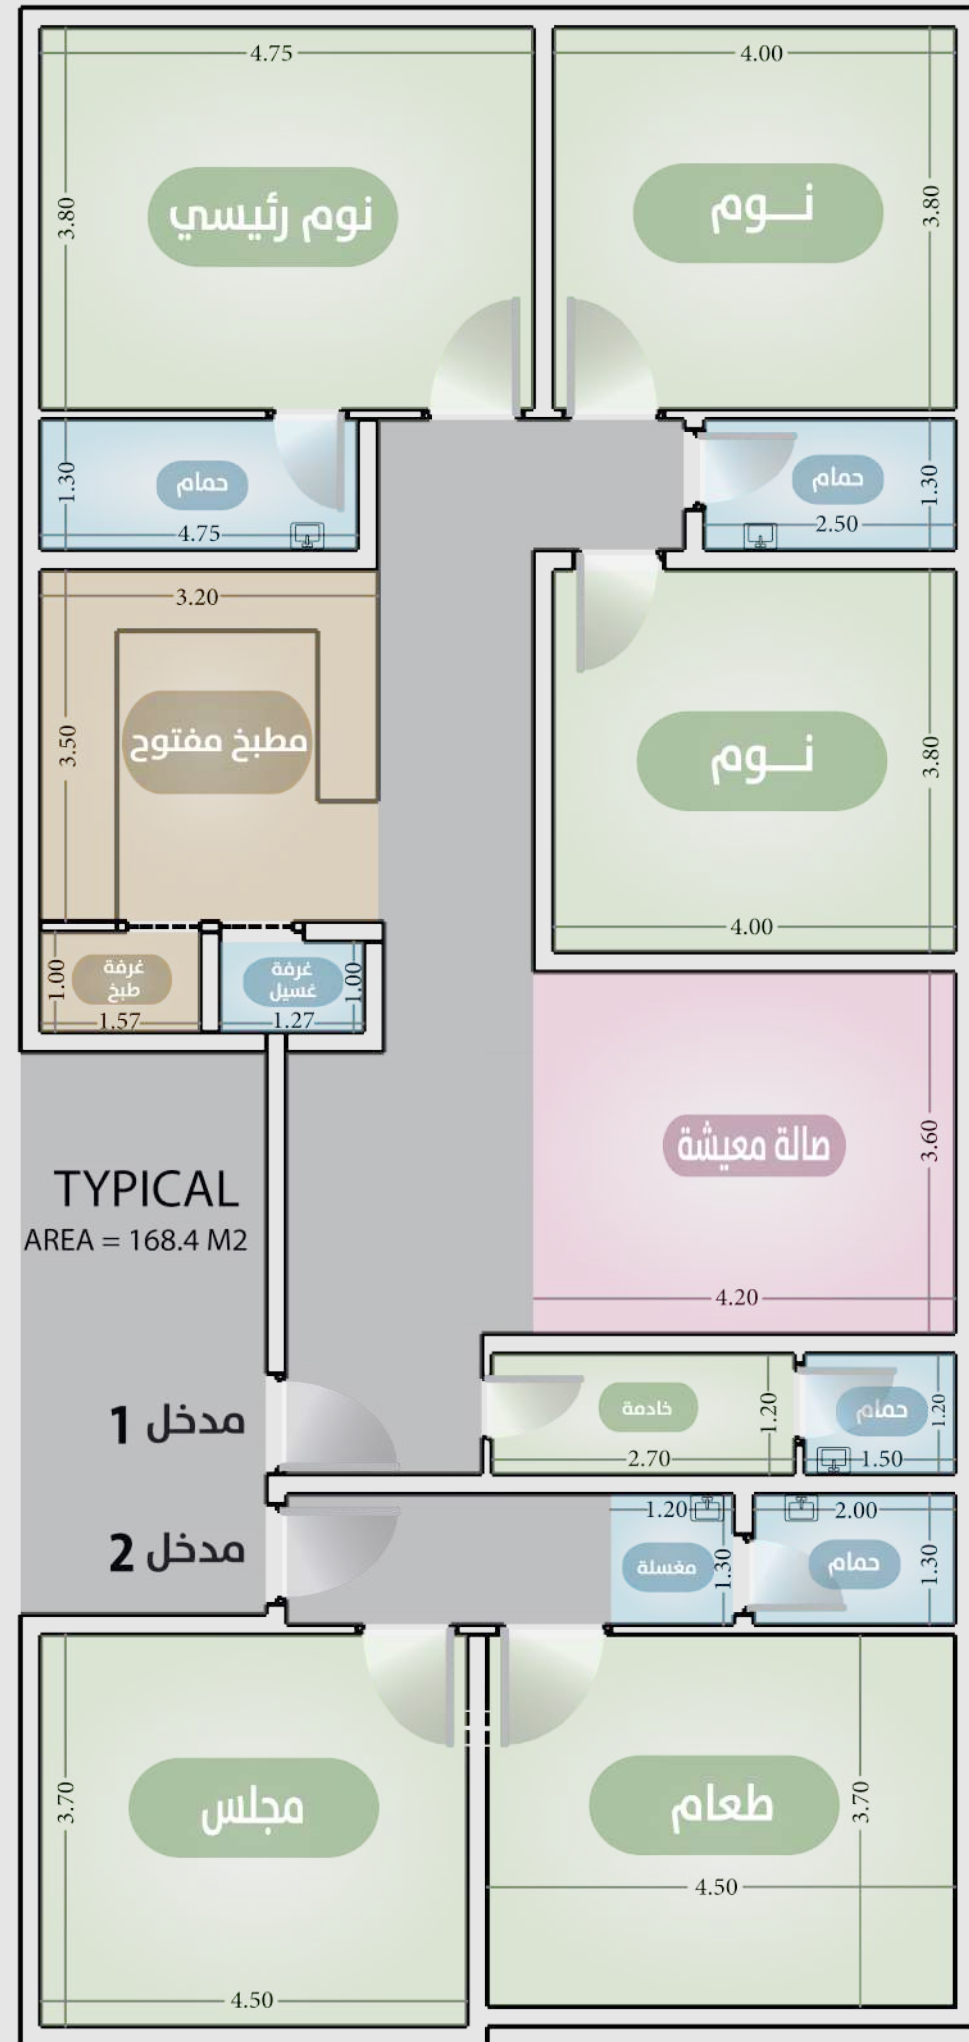 4.75
4.00
3.80
نوم رئيسي
نـــوم
3.80
1.30
حمام
4.75
حمام
2.50
1.30
3.20
3.50
مطبخ مفتوح
نـــوم
3.80
4.00
1.00
غرفة
طبخ
1.57
غرفة
غسيل
1.00
1.27
صالة معيشة
3.60
4.20
TYPICAL
AREA = 168.4 M2
مدخل 1
خادمة
1.20
2.70
حمام
1.20
1.50
مدخل 2
1.20
مغسلة
1.30
2.00
حمام
1.30
3.70
مجلس
4.50
طعام
3.70
4.50